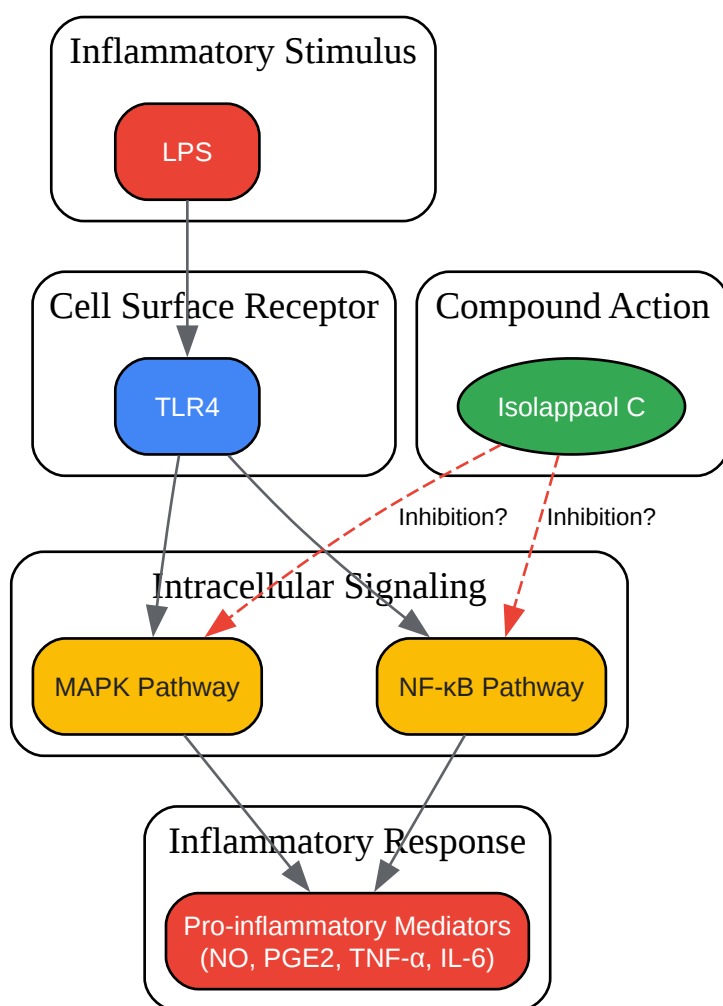 Inflammatory Stimulus
LPS
Cell Surface Receptor
Compound Action
TLR4
Isolappaol C
Inhibition?
Inhibition?
Intracellular Signaling
MAPK Pathway
NF-κB Pathway
Inflammatory Response
Pro-inflammatory Mediators
(NO, PGE2, TNF-α, IL-6)